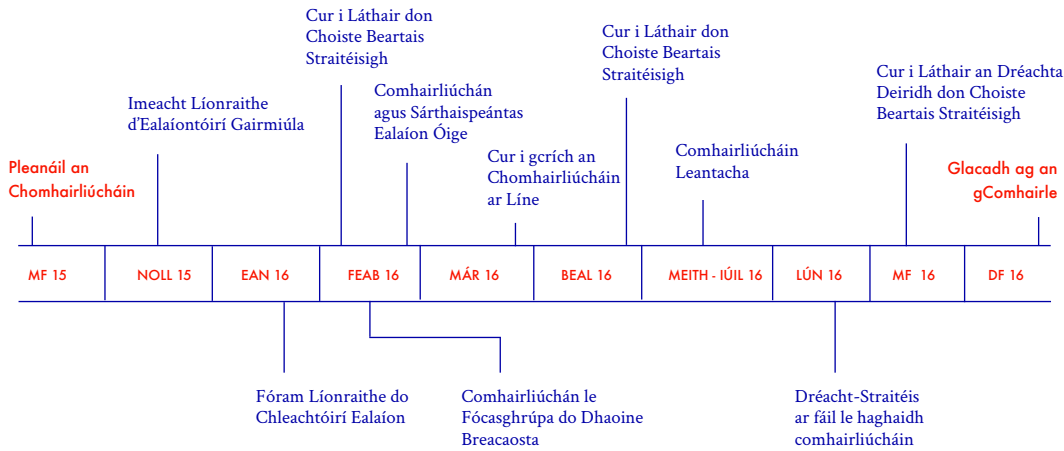 Cur i Láthair don
Choiste Beartais
Straitéisigh
Cur i Láthair don
Choiste Beartais
Straitéisigh
Cur i Láthair an Dréachta
Deiridh don Choiste
Beartais Straitéisigh
Imeacht Líonraithe
d'Ealaíontóirí Gairmiúla
Comhairliúchán
agus Sárthaispeántas
Ealaíon Óige
Cur i gcrích an
Chomhairliúcháin
ar Líne
Comhairliúcháin
Leantacha
Pleanáil an
Chomhairliúcháin
Glacadh ag an
gComhairle
MF 15
NOLL 15
EAN 16
FEAB 16
MÁR 16
BEAL 16
MEITH - IÚIL 16
LÚN 16
MF 16
DF 16
Fóram Líonraithe do
Chleachtóirí Ealaíon
Comhairliúchán le
Fócasghrúpa do Dhaoine
Breacaosta
Dréacht-Straitéis
ar fáil le haghaidh
comhairliúcháin